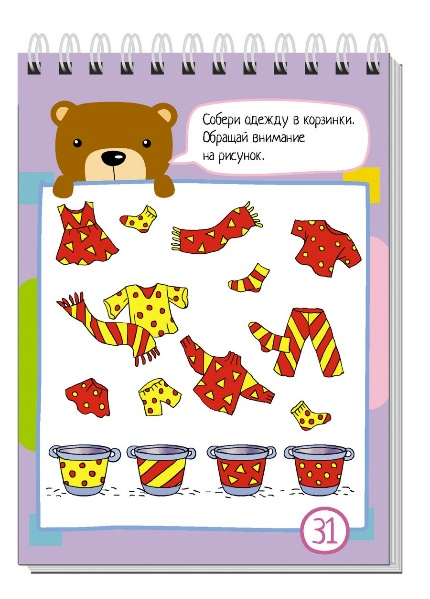 Собери одежду в корзинки.
Обращай внимание
на рисунок.
31